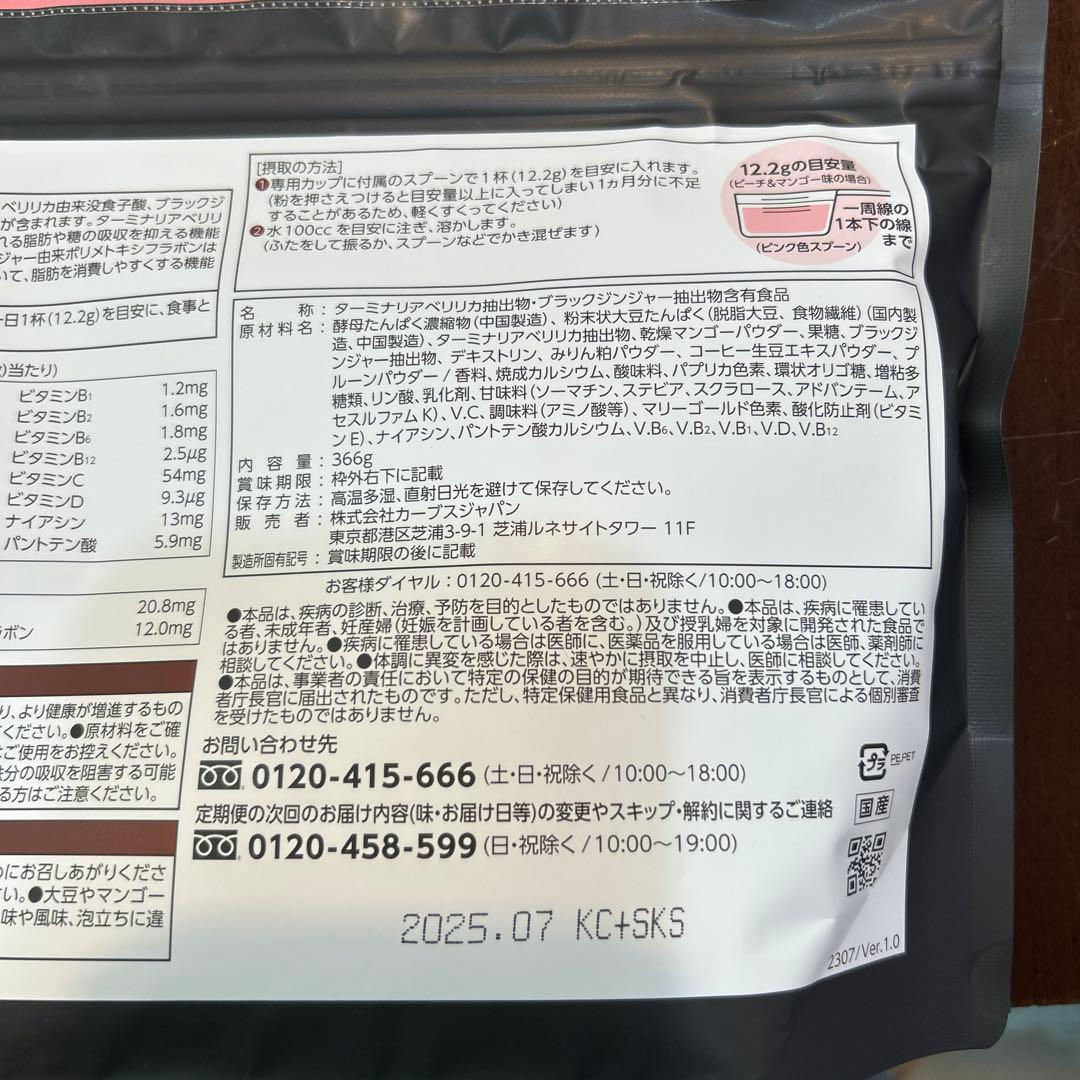 ベリリカ由来没食子酸、ブラックジ
が含まれます。ターミナリアベリリ
れる脂肪や糖の吸収を抑える機能
ジャー由来ポリメトキシフラボンは
いて、脂肪を消費しやすくする機能
一日1杯(12.2g)を目安に、食事と
当たり)
ビタミンB1 1.2mg
ビタミンB2 1.6mg
ビタミンB6 1.8mg
ビタミンB12 2.5μg
ビタミンC 54mg
ビタミンD 9.3μg
ナイアシン 13mg
パントテン酸 5.9mg
20.8mg
ラボン 12.0mg
り、より健康が増進するもの
ください。●原材料をご確
はご使用をお控えください。
成分の吸収を阻害する可能
る方はご注意ください。
めにお召しあがりくださ
い。●大豆やマンゴー
味や風味、泡立ちに違
[摂取の方法]
❶専用カップに付属のスプーンで1杯(12.2g)を目安に入れます。
(粉を押さえつけると目安量以上に入ってしまい1ヵ月分に不足
することがあるため、軽くすくってください)
❷水100ccを目安に注ぎ、溶かします。
(ふたをして振るか、スプーンなどでかき混ぜます)
12.2gの目安量
(ピーチ&マンゴー味の場合)
一周線の
1本下の線
まで
(ピンク色スプーン)
名称:ターミナリアベリリカ抽出物・ブラックジンジャー抽出物含有食品
原材料名:酵母たんぱく濃縮物(中国製造)、粉末状大豆たんぱく(脱脂大豆、食物繊維)(国内製
造、中国製造)、ターミナリアベリリカ抽出物、乾燥マンゴーパウダー、果糖、ブラックジ
ンジャー抽出物、デキストリン、みりん粕パウダー、コーヒー生豆エキスパウダー、プ
ルーンパウダー/香料、焼成カルシウム、酸味料、パプリカ色素、環状オリゴ糖、増粘多
糖類、リン酸、乳化剤、甘味料(ソーマチン、ステビア、スクラロース、アドバンテーム、ア
セスルファムK)、V.C、調味料(アミノ酸等)、マリーゴールド色素、酸化防止剤(ビタミ
ンE)、ナイアシン、パントテン酸カルシウム、V.B6、V.B2、V.B1、V.D、V.B12
内容量:366g
賞味期限:枠外右下に記載
保存方法:高温多湿、直射日光を避けて保存してください。
販売者:株式会社カーブスジャパン
東京都港区芝浦3-9-1 芝浦ルネサイトタワー 11F
製造所固有記号:賞味期限の後に記載
お客様ダイヤル:0120-415-666 (土・日・祝除く/10:00〜18:00)
●本品は、疾病の診断、治療、予防を目的としたものではありません。●本品は、疾病に罹患してい
る者、未成年者、妊産婦(妊娠を計画している者を含む。)及び授乳婦を対象に開発された食品で
はありません。●疾病に罹患している場合は医師に、医薬品を服用している場合は医師、薬剤師に
相談してください。●体調に異変を感じた際は、速やかに摂取を中止し、医師に相談してください。
●本品は、事業者の責任において特定の保健の目的が期待できる旨を表示するものとして、消費
者庁長官に届出されたものです。ただし、特定保健用食品と異なり、消費者庁長官による個別審査
を受けたものではありません。
お問い合わせ先
0120-415-666 (土・日・祝除く/10:00〜18:00)
定期便の次回のお届け内容(味・お届け日等)の変更やスキップ・解約に関するご連絡
0120-458-599 (日・祝除く/10:00〜19:00)
プラ PE,PET
国産
2025.07 KC+SKS
2307/Ver.1.0